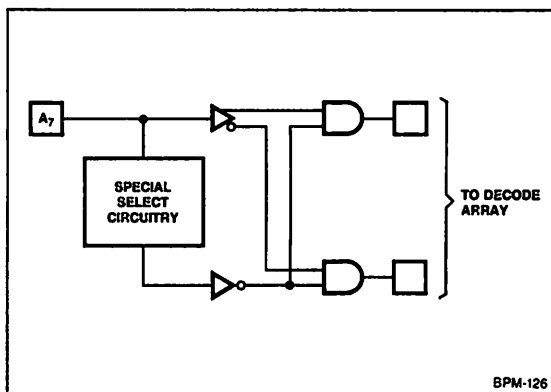 A7
SPECIAL
SELECT
CIRCUITRY
TO DECODE
ARRAY
BPM-126